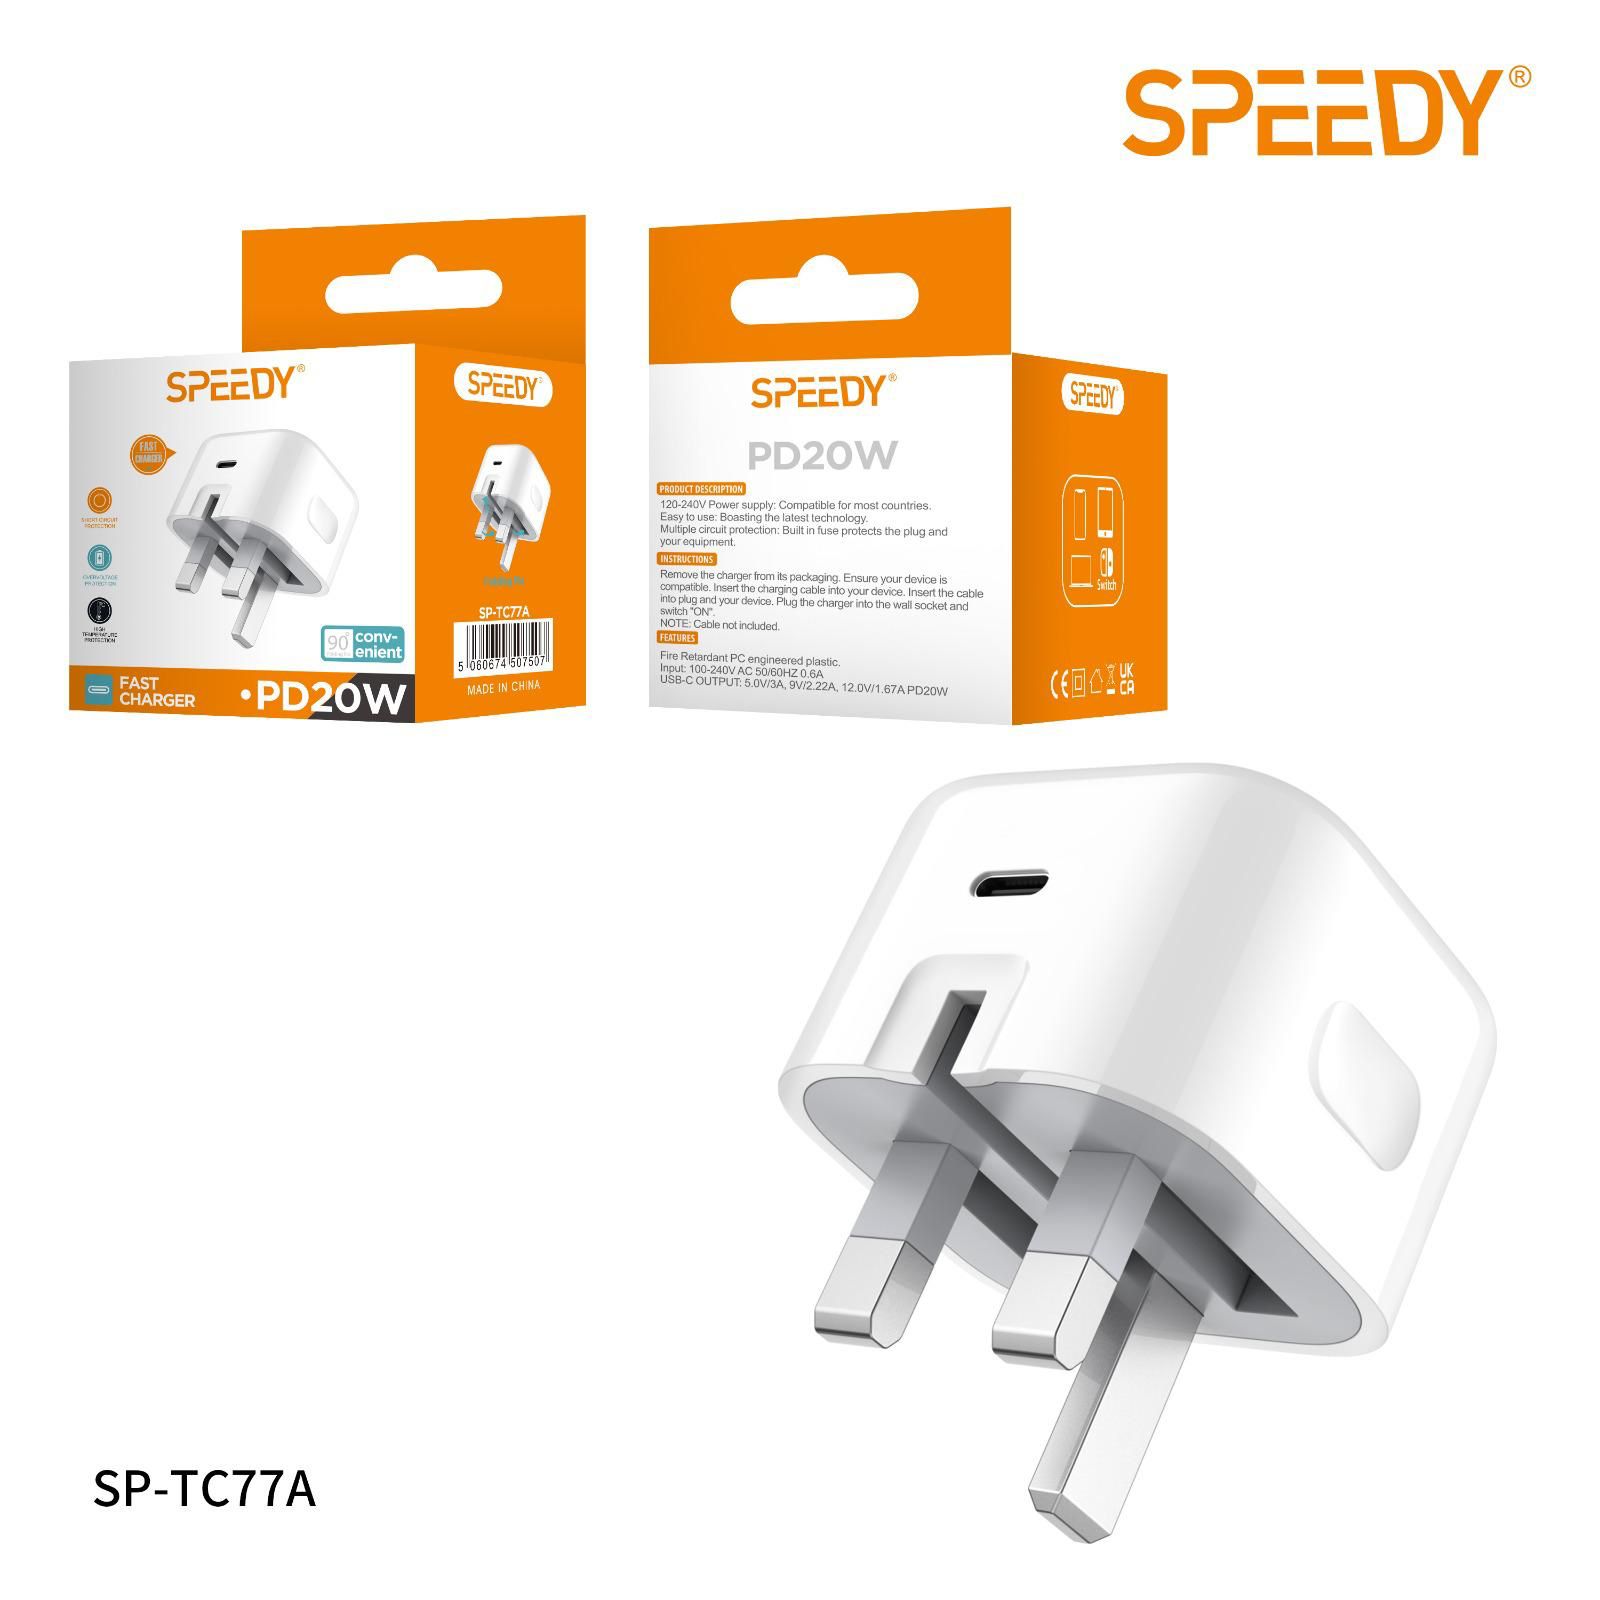 SPEEDY®
SPEEDY®
FAST
CHARGER
SHORT CIRCUIT
PROTECTION
OVERVOLTAGE
PROTECTION
HIGH
TEMPERATURE
PROTECTION
90°
conv-
enient
FAST
CHARGER
•PD20W
SPEEDY
SP-TC77A
5 060674 507507
MADE IN CHINA
SPEEDY®
PD20W
PRODUCT DESCRIPTION
120-240V Power supply: Compatible for most countries.
Easy to use: Boasting the latest technology.
Multiple circuit protection: Built in fuse protects the plug and
your equipment.
INSTRUCTIONS
Remove the charger from its packaging. Ensure your device is
compatible. Insert the charging cable into your device. Insert the cable
into plug and your device. Plug the charger into the wall socket and
switch "ON".
NOTE: Cable not included.
FEATURES
Fire Retardant PC engineered plastic.
Input: 100-240V AC 50/60HZ 0.6A
USB-C OUTPUT: 5.0V/3A, 9V/2.22A, 12.0V/1.67A PD20W
SPEEDY
Switch
CE
UK
CA
SP-TC77A